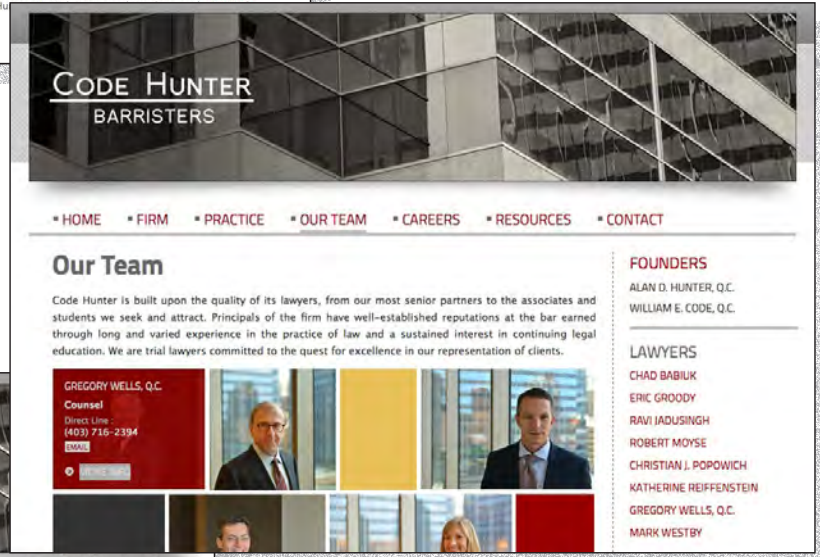 CODE HUNTER
BARRISTERS
HOME FIRM PRACTICE OUR TEAM CAREERS RESOURCES CONTACT
Our Team
Code Hunter is built upon the quality of its lawyers, from our most senior partners to the associates and
students we seek and attract. Principals of the firm have well-established reputations at the bar earned
through long and varied experience in the practice of law and a sustained interest in continuing legal
education. We are trial lawyers committed to the quest for excellence in our representation of clients.
GREGORY WELLS, Q.C.
Counsel
Direct Line :
(403) 716-2394
EMAIL
MORE INFO
FOUNDERS
ALAN D. HUNTER, Q.C.
WILLIAM E. CODE, Q.C.
LAWYERS
CHAD BABIUK
ERIC GROODY
RAVI JADUSINGH
ROBERT MOYSE
CHRISTIAN J. POPOWICH
KATHERINE REIFFENSTEIN
GREGORY WELLS, Q.C.
MARK WESTBY